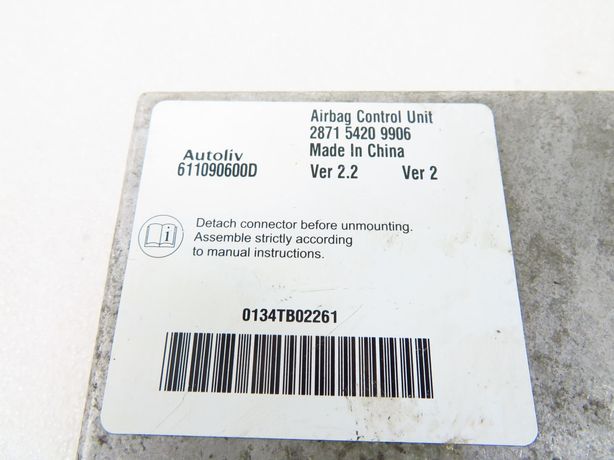 Airbag Control Unit
2871 5420 9906
Autoliv Made In China
611090600D Ver 2.2 Ver 2
Detach connector before unmounting.
Assemble strictly according
to manual instructions.
0134TB02261